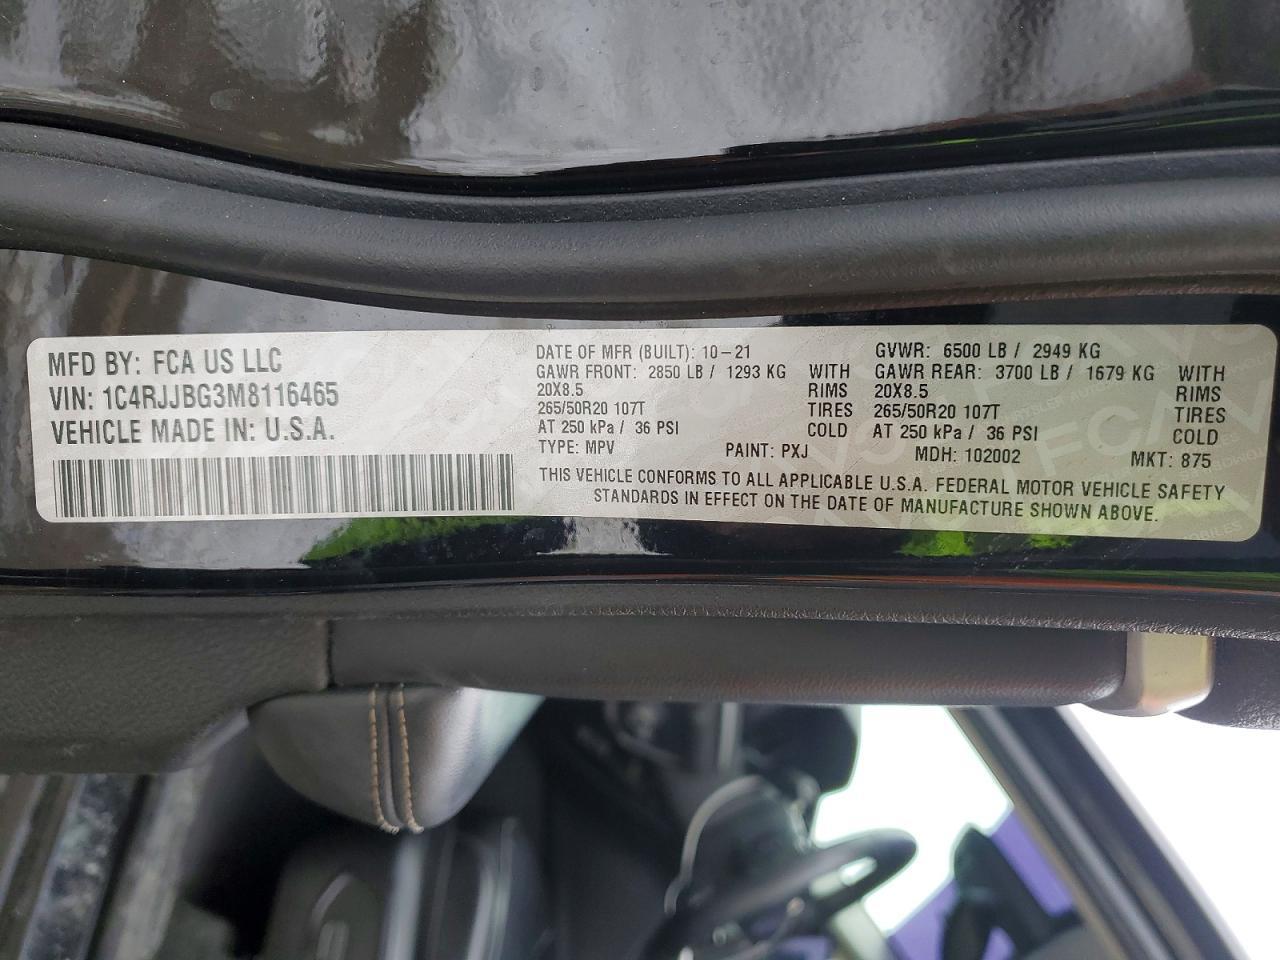 MFD BY: FCA US LLC
VIN: 1C4RJJBG3M8116465
VEHICLE MADE IN: U.S.A.
DATE OF MFR (BUILT): 10-21
GAWR FRONT: 2850 LB / 1293 KG WITH
20X8.5 RIMS
265/50R20 107T TIRES
AT 250 kPa / 36 PSI COLD
GVWR: 6500 LB / 2949 KG
GAWR REAR: 3700 LB / 1679 KG WITH
20X8.5 RIMS
265/50R20 107T TIRES
AT 250 kPa / 36 PSI COLD
TYPE: MPV PAINT: PXJ MDH: 102002 MKT: 875
THIS VEHICLE CONFORMS TO ALL APPLICABLE U.S.A. FEDERAL MOTOR VEHICLE SAFETY
STANDARDS IN EFFECT ON THE DATE OF MANUFACTURE SHOWN ABOVE.